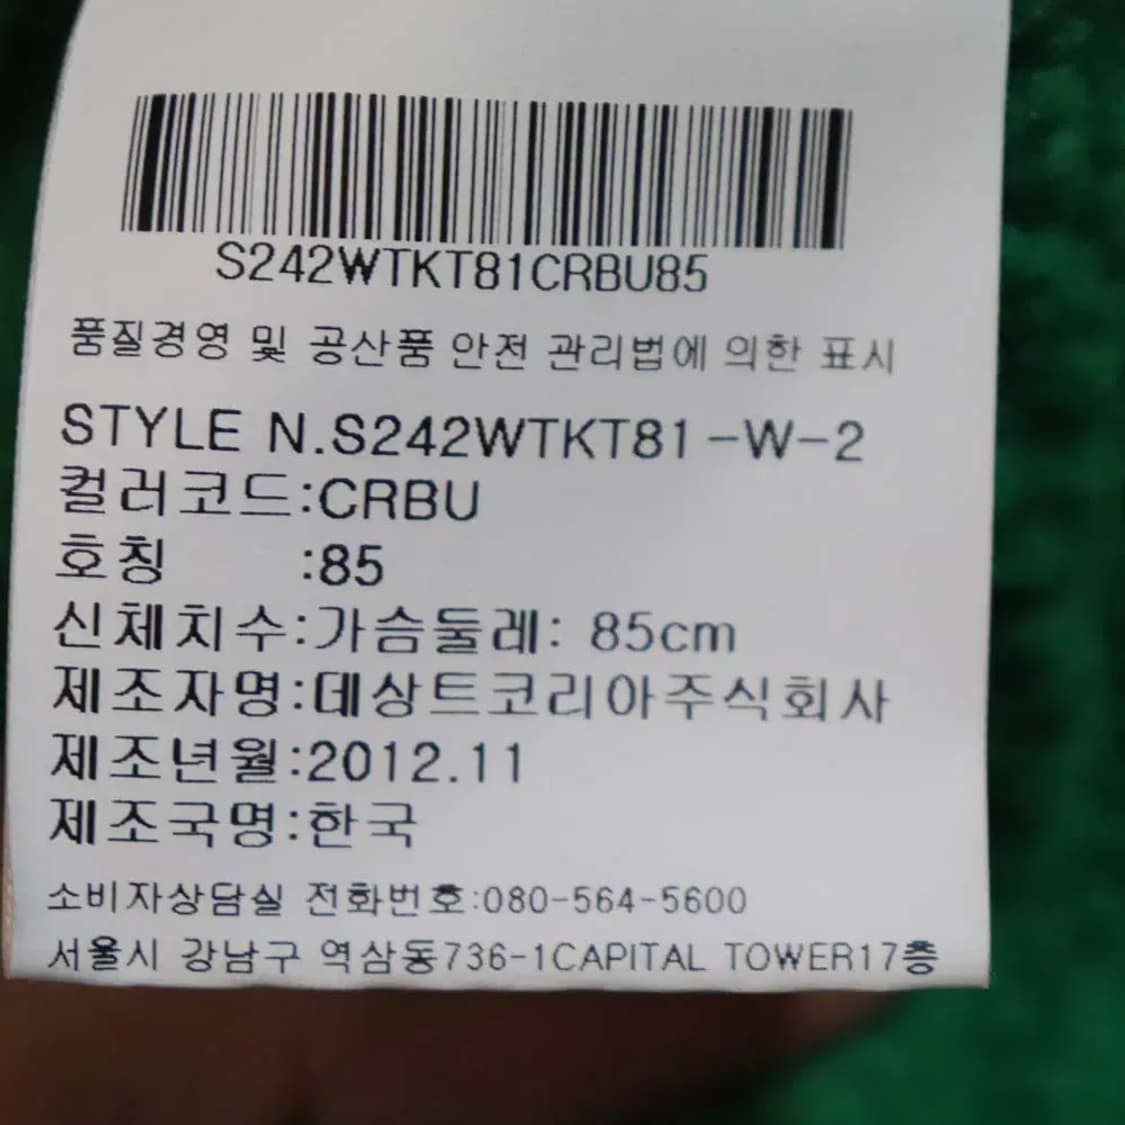 S242WTKT81CRBU85
품질경영 및 공산품 안전 관리법에 의한 표시
STYLE N.S242WTKT81-W-2
컬러코드:CRBU
호칭 :85
신체치수:가슴둘레: 85cm
제조자명:데상트코리아주식회사
제조년월:2012.11
제조국명:한국
소비자상담실 전화번호:080-564-5600
서울시 강남구 역삼동736-1CAPITAL TOWER17층